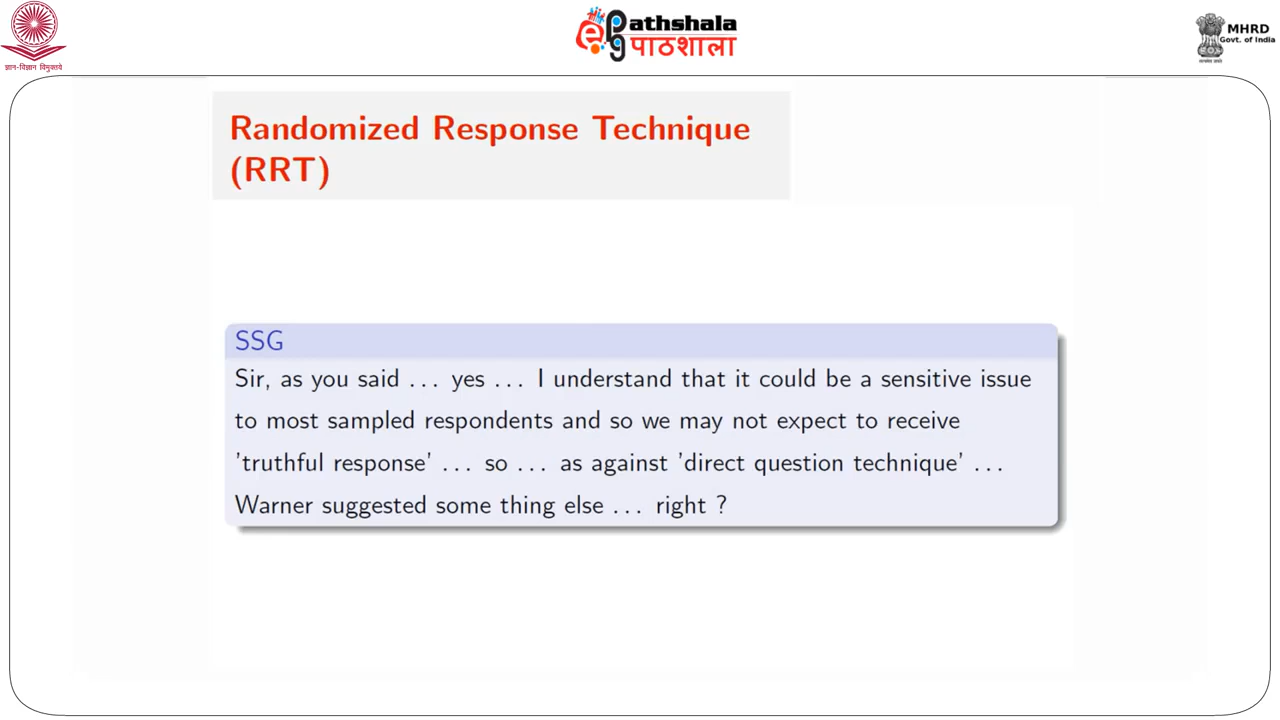 ज्ञान-विज्ञान विमुक्तये
e
pg
athshala
पाठशाला
MHRD
Govt. of India
Randomized Response Technique
(RRT)
SSG
Sir, as you said ... yes ... I understand that it could be a sensitive issue
to most sampled respondents and so we may not expect to receive
'truthful response' ... so ... as against 'direct question technique' ...
Warner suggested some thing else ... right ?